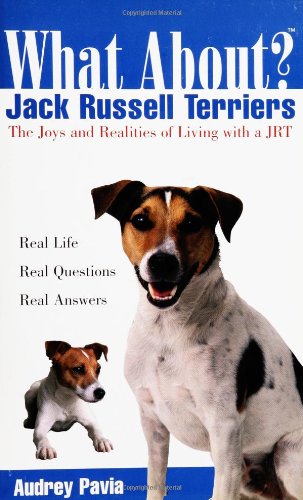 What About?™
Jack Russell Terriers
The Joys and Realities of Living with a JRT
Real Life
Real Questions
Real Answers
Audrey Pavia